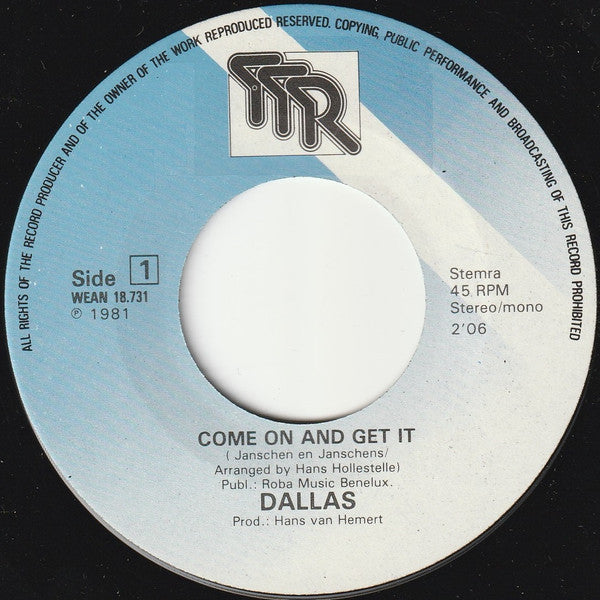 ALL RIGHTS OF THE RECORD PRODUCER AND OF THE OWNER OF THE WORK REPRODUCED RESERVED. COPYING, PUBLIC PERFORMANCE AND BROADCASTING OF THIS RECORD PROHIBITED
Side 1
WEAN 18.731
℗ 1981
Stemra
45 RPM
Stereo/mono
2'06
COME ON AND GET IT
( Janschen en Janschens/
Arranged by Hans Hollestelle)
Publ.: Roba Music Benelux.
DALLAS
Prod.: Hans van Hemert